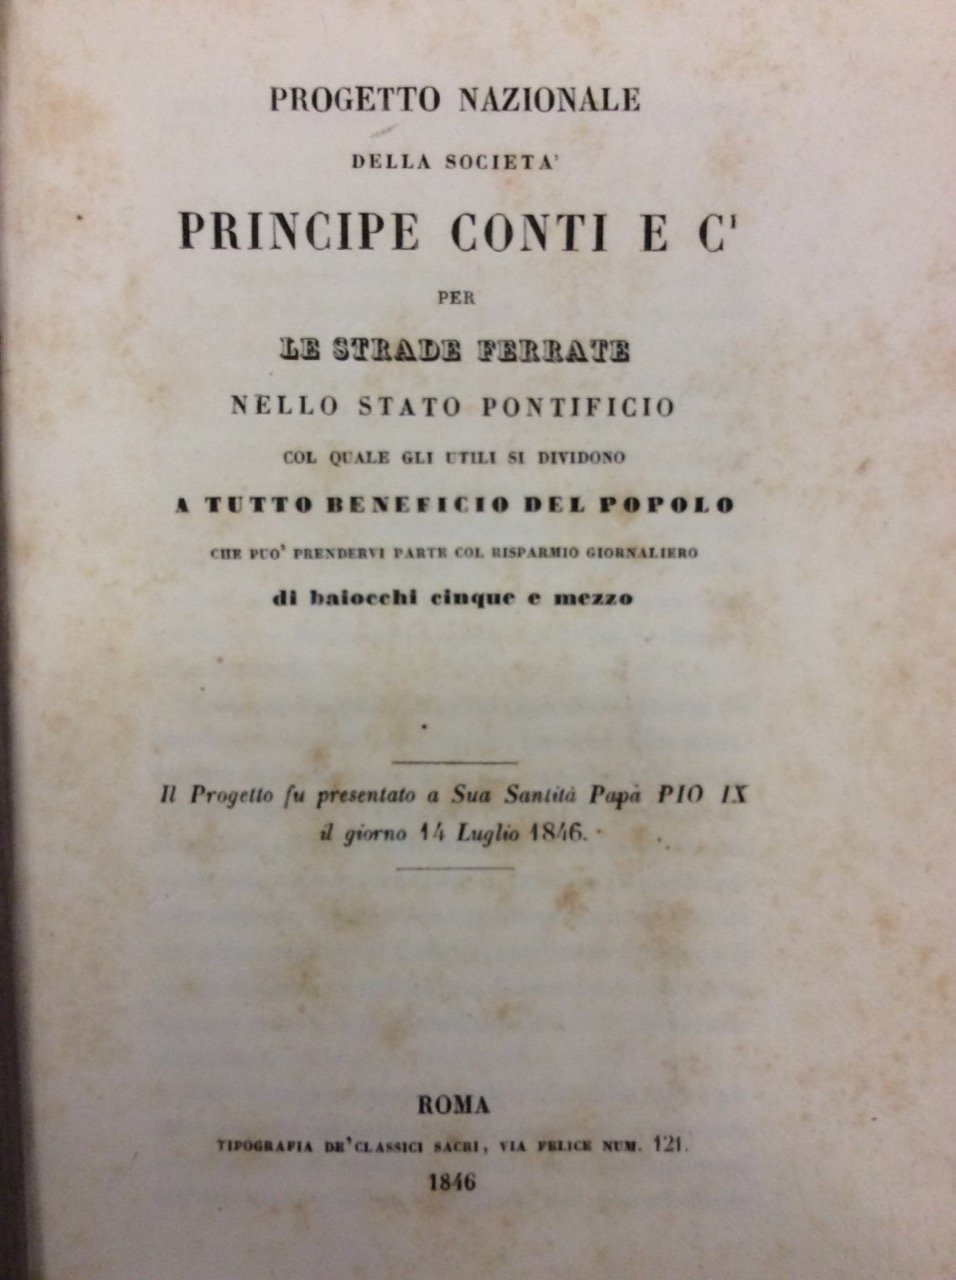 PROGETTO NAZIONALE
DELLA SOCIETA'
PRINCIPE CONTI E C'
PER
LE STRADE FERRATE
NELLO STATO PONTIFICIO
COL QUALE GLI UTILI SI DIVIDONO
A TUTTO BENEFICIO DEL POPOLO
CHE PUO' PRENDERVI PARTE COL RISPARMIO GIORNALIERO
di baiocchi cinque e mezzo
Il Progetto fu presentato a Sua Santità Papà PIO IX
il giorno 14 Luglio 1846.
ROMA
TIPOGRAFIA DE' CLASSICI SACRI, VIA FELICE NUM. 121.
1846